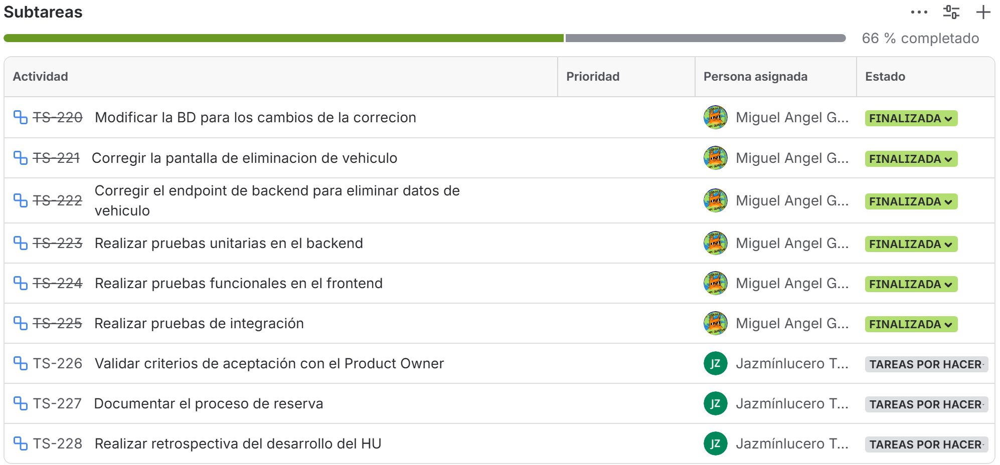 Subtareas
66 % completado
Actividad Prioridad Persona asignada Estado
TS-220 Modificar la BD para los cambios de la correcion Miguel Angel G... FINALIZADA
TS-221 Corregir la pantalla de eliminacion de vehiculo Miguel Angel G... FINALIZADA
TS-222 Corregir el endpoint de backend para eliminar datos de
vehiculo Miguel Angel G... FINALIZADA
TS-223 Realizar pruebas unitarias en el backend Miguel Angel G... FINALIZADA
TS-224 Realizar pruebas funcionales en el frontend Miguel Angel G... FINALIZADA
TS-225 Realizar pruebas de integración Miguel Angel G... FINALIZADA
TS-226 Validar criterios de aceptación con el Product Owner JZ Jazmínlucero T... TAREAS POR HACER
TS-227 Documentar el proceso de reserva JZ Jazmínlucero T... TAREAS POR HACER
TS-228 Realizar retrospectiva del desarrollo del HU JZ Jazmínlucero T... TAREAS POR HACER